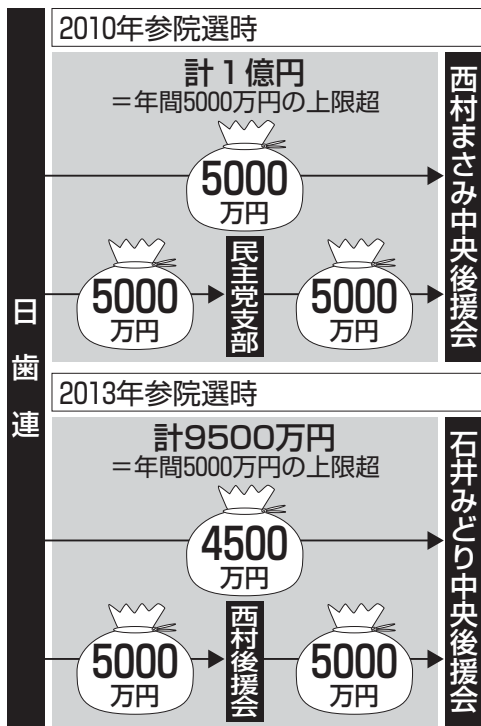 日歯連
2010年参院選時
計1億円
=年間5000万円の上限超
5000
万円
西村まさみ中央後援会
5000
万円
民主党支部
5000
万円
2013年参院選時
計9500万円
=年間5000万円の上限超
4500
万円
石井みどり中央後援会
5000
万円
西村後援会
5000
万円